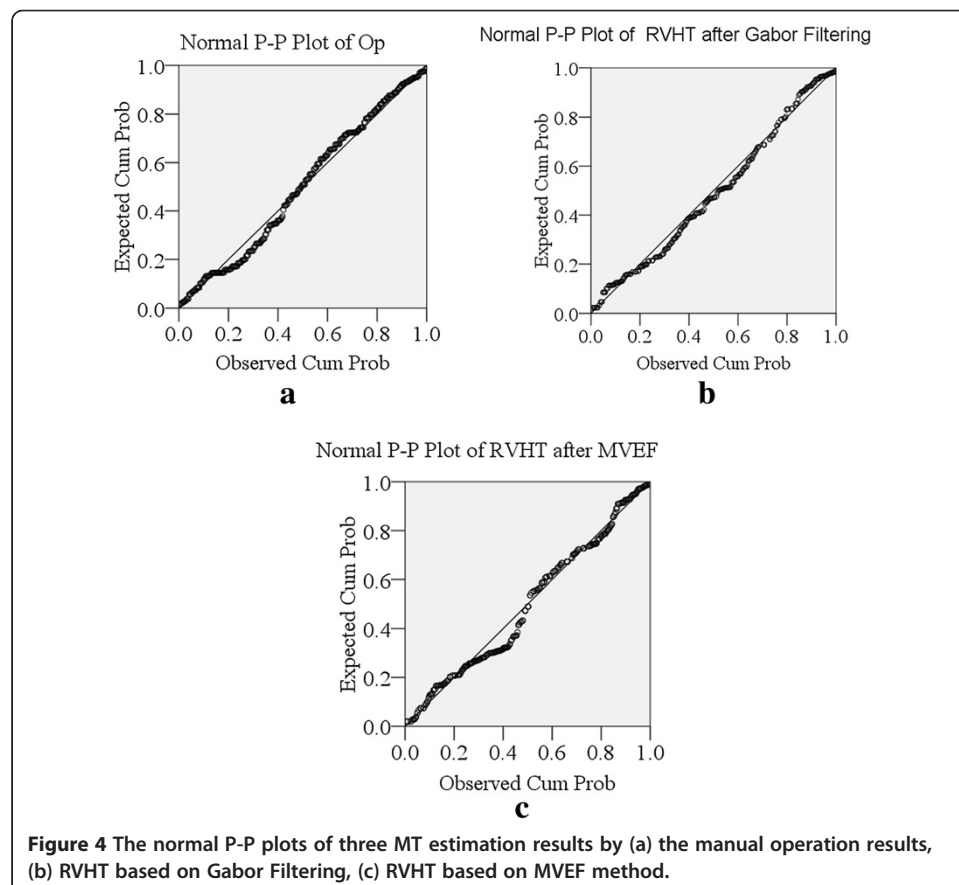 Normal P-P Plot of Op
1.0
0.8
0.6
0.4
0.2
0.0
Expected Cum Prob
0.0 0.2 0.4 0.6 0.8 1.0
Observed Cum Prob
a
Normal P-P Plot of RVHT after Gabor Filtering
1.0
0.8
0.6
0.4
0.2
0.0
Expected Cum Prob
0.0 0.2 0.4 0.6 0.8 1.0
Observed Cum Prob
b
Normal P-P Plot of RVHT after MVEF
1.0
0.8
0.6
0.4
0.2
0.0
Expected Cum Prob
0.0 0.2 0.4 0.6 0.8 1.0
Observed Cum Prob
c
Figure 4 The normal P-P plots of three MT estimation results by (a) the manual operation results,
(b) RVHT based on Gabor Filtering, (c) RVHT based on MVEF method.